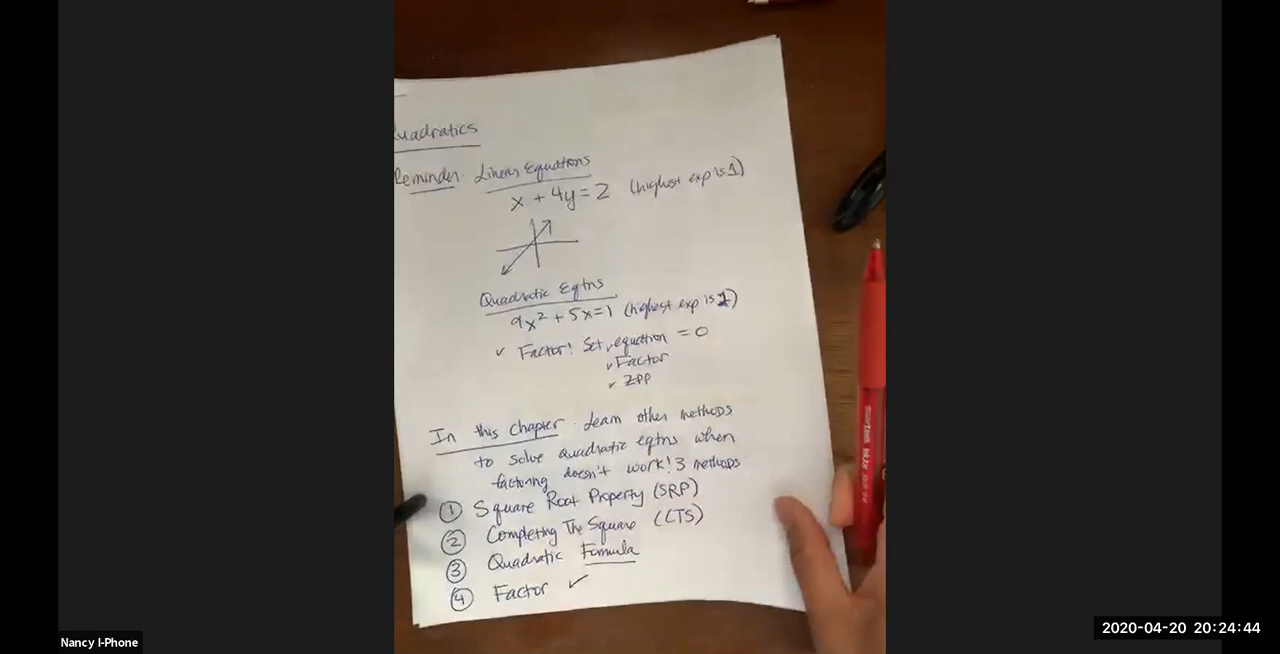 Quadratics
Reminder: Linear Equations
x + 4y = 2 (highest exp is 1)
Quadratic Eqtns
9x² + 5x = 1 (highest exp is 2)
✓ Factor! Set equation = 0
✓ Factor
✓ ZPP
In this chapter: Learn other methods
to solve quadratic eqtns when
factoring doesn't work! 3 methods
① Square Root Property (SRP)
② Completing The Square (CTS)
③ Quadratic Formula
④ Factor ✓
Nancy I-Phone
2020-04-20 20:24:44